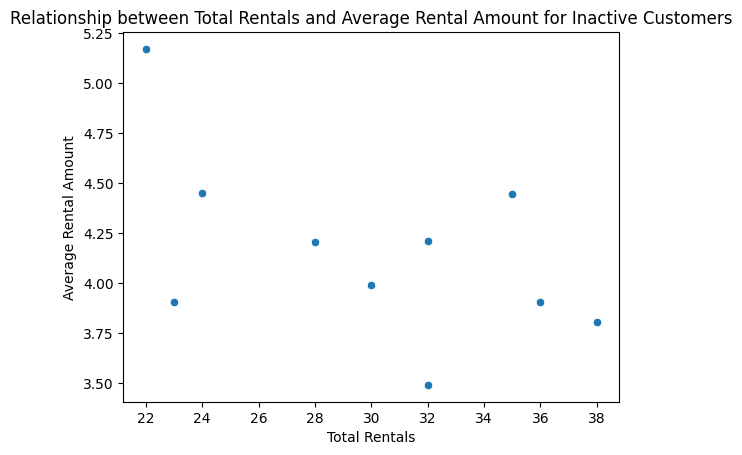 Relationship between Total Rentals and Average Rental Amount for Inactive Customers
5.25
5.00
4.75
4.50
4.25
4.00
3.75
3.50
Average Rental Amount
22 24 26 28 30 32 34 36 38
Total Rentals